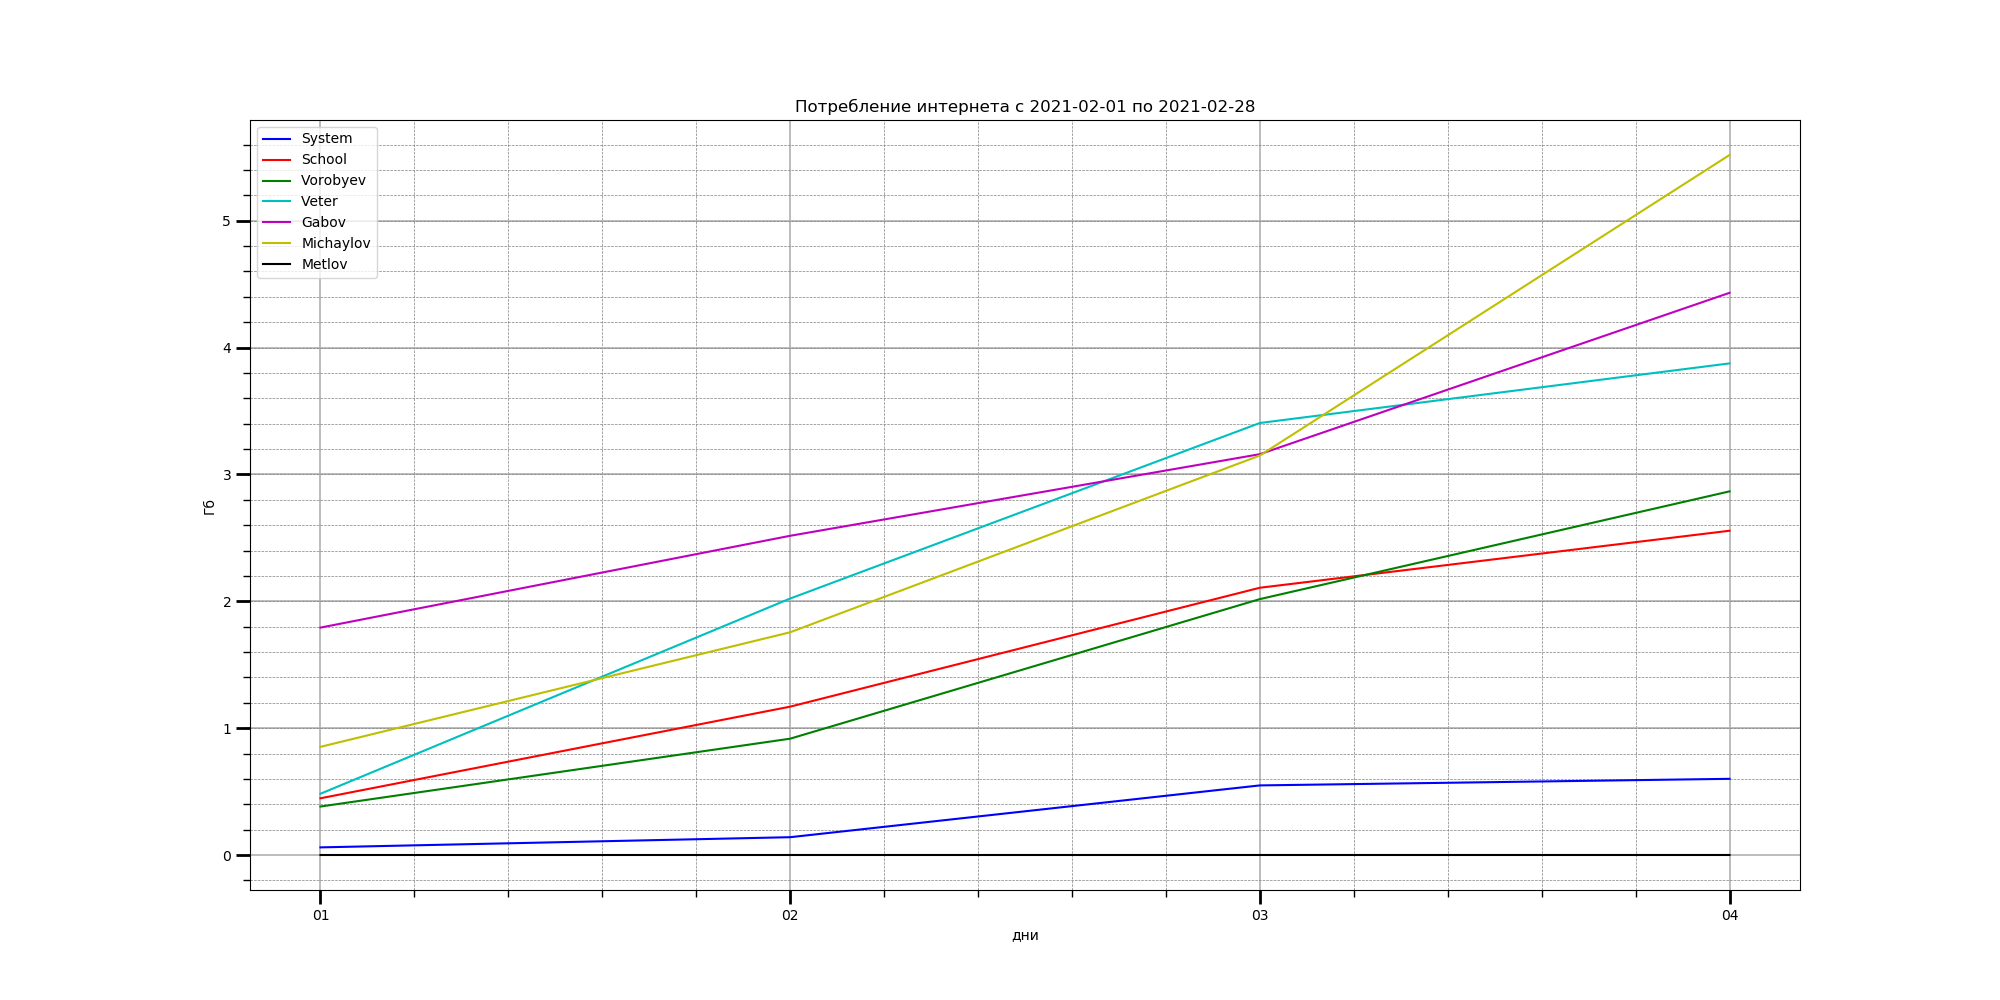 Потребление интернета с 2021-02-01 по 2021-02-28
System
School
Vorobyev
Veter
Gabov
Michaylov
Metlov
5
4
3
2
1
0
Гб
01 02 03 04
дни